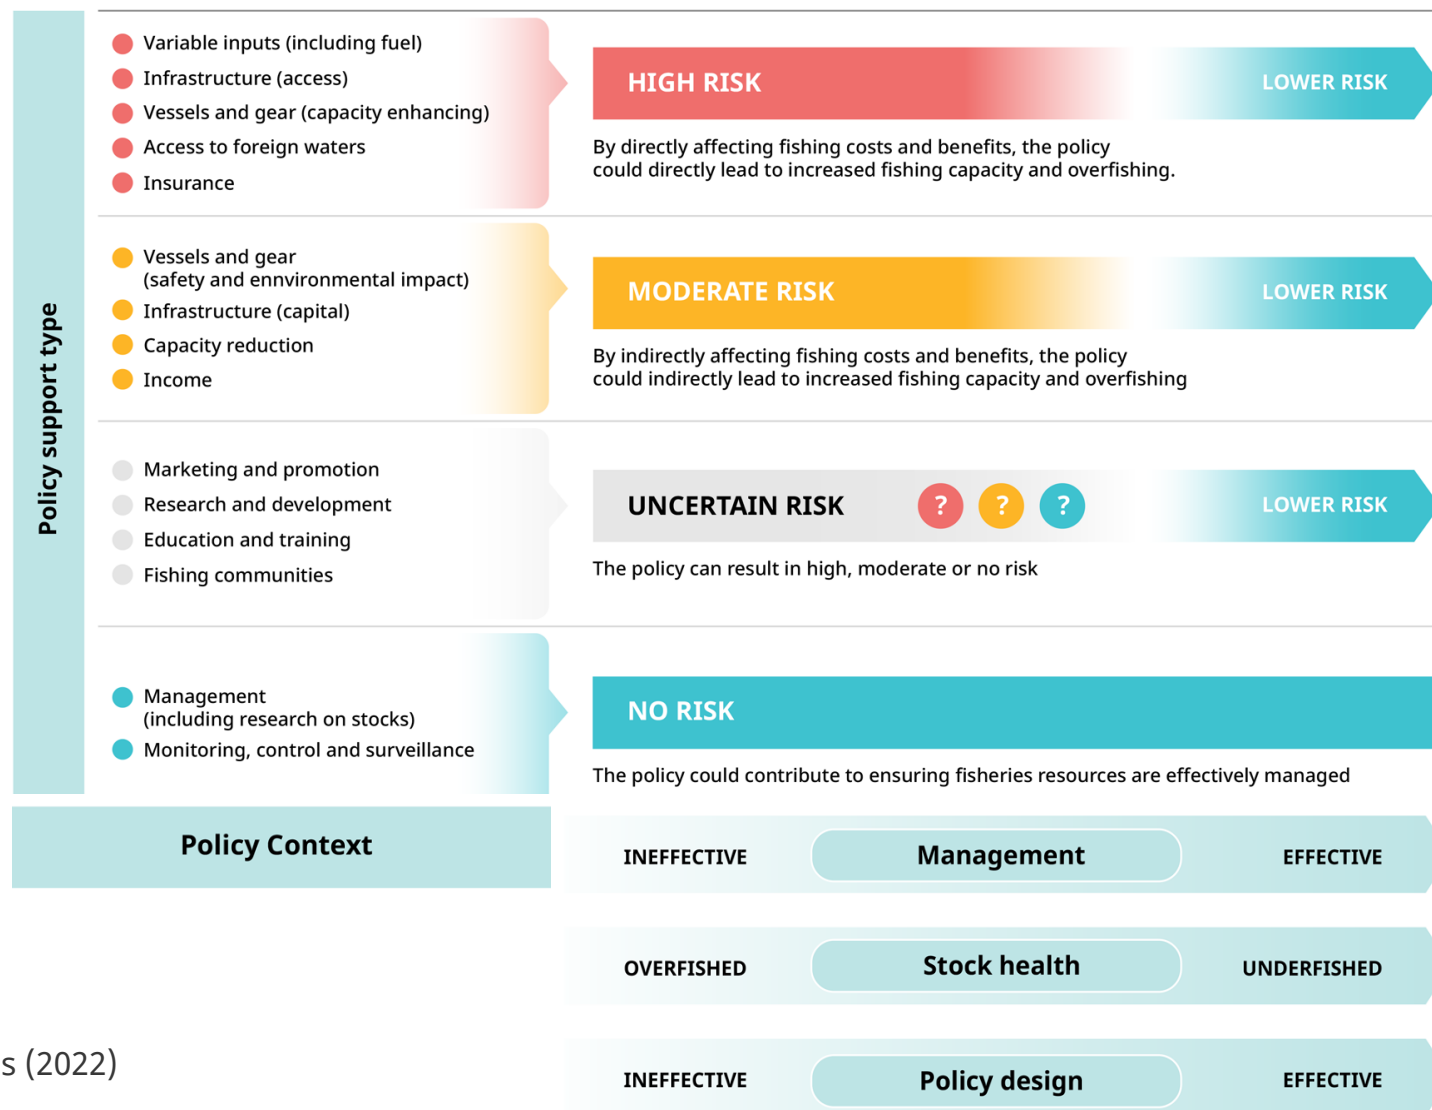 Policy support type
Variable inputs (including fuel)
Infrastructure (access)
Vessels and gear (capacity enhancing)
Access to foreign waters
Insurance
HIGH RISK
LOWER RISK
By directly affecting fishing costs and benefits, the policy
could directly lead to increased fishing capacity and overfishing.
Vessels and gear
(safety and ennvironmental impact)
Infrastructure (capital)
Capacity reduction
Income
MODERATE RISK
LOWER RISK
By indirectly affecting fishing costs and benefits, the policy
could indirectly lead to increased fishing capacity and overfishing
Marketing and promotion
Research and development
Education and training
Fishing communities
UNCERTAIN RISK
? ? ?
LOWER RISK
The policy can result in high, moderate or no risk
Management
(including research on stocks)
Monitoring, control and surveillance
NO RISK
The policy could contribute to ensuring fisheries resources are effectively managed
Policy Context
INEFFECTIVE
Management
EFFECTIVE
OVERFISHED
Stock health
UNDERFISHED
INEFFECTIVE
Policy design
EFFECTIVE
s (2022)